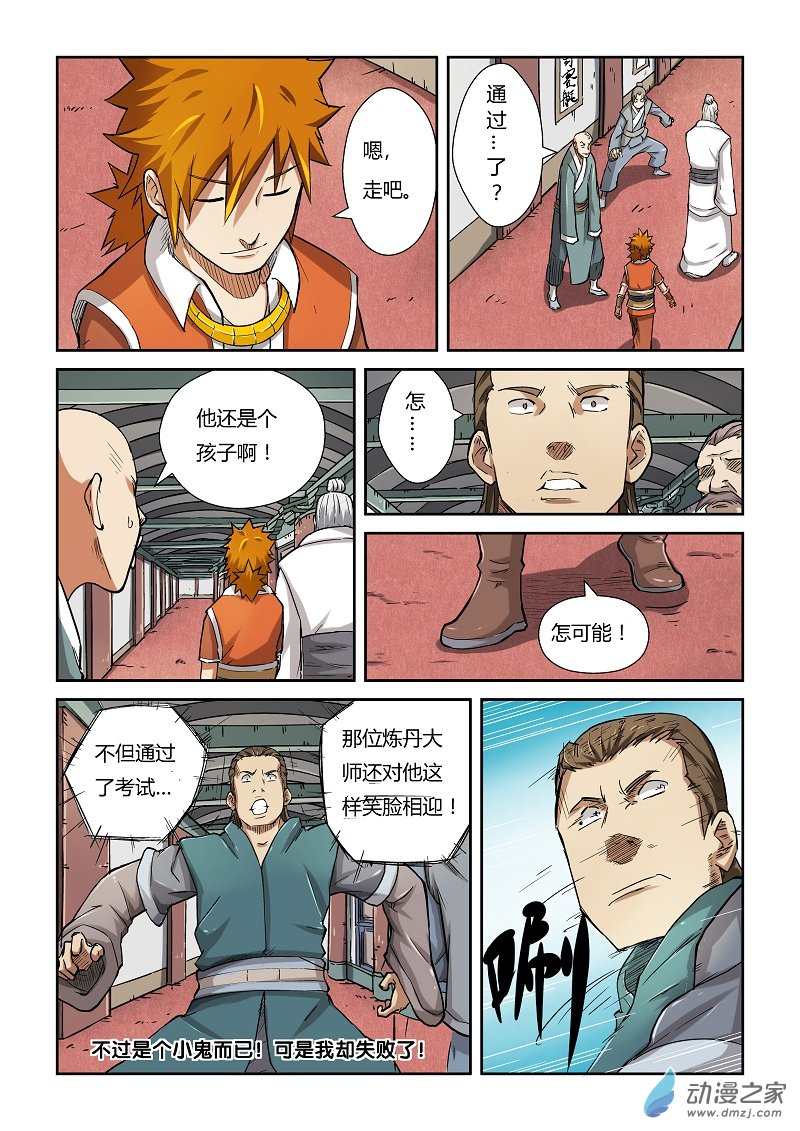 嗯，
走吧。
通过…了？
他还是个
孩子啊！
怎……
怎可能！
不但通过
了考试…
那位炼丹大
师还对他这
样笑脸相迎！
不过是个小鬼而已！可是我却失败了！
唰
动漫之家
www.dmzj.com